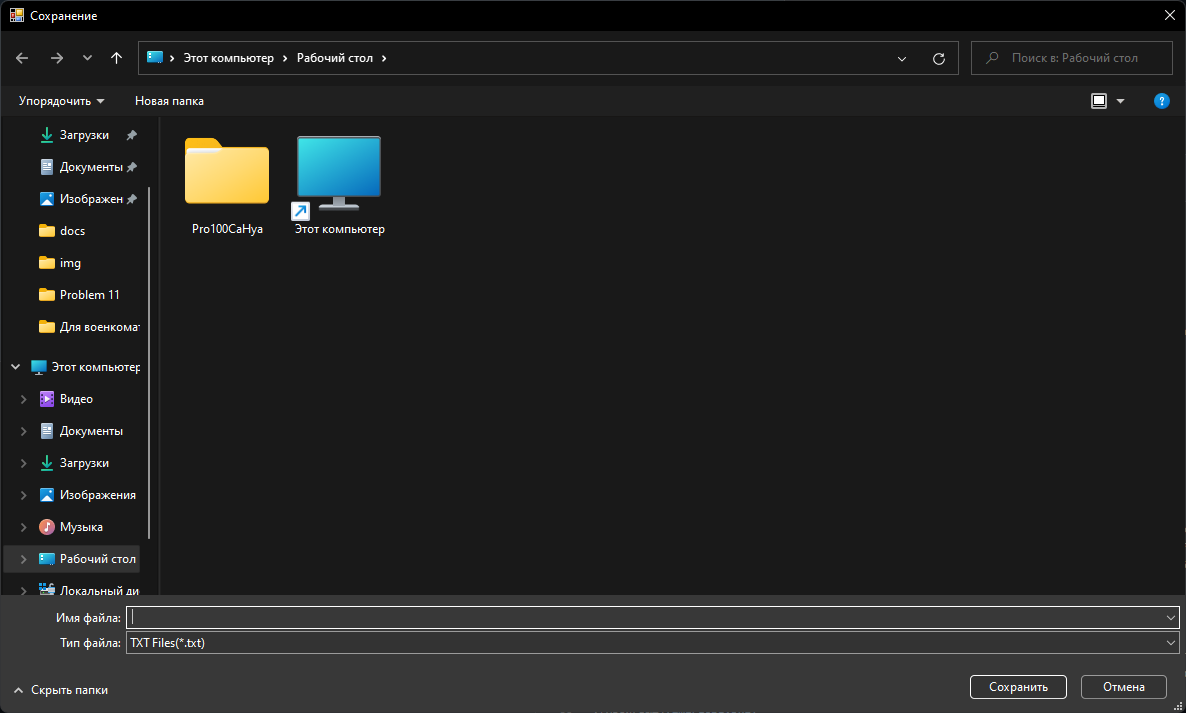 Сохранение
Этот компьютер
Рабочий стол
Поиск в: Рабочий стол
Упорядочить
Новая папка
Загрузки
Документы
Изображен
docs
img
Problem 11
Для военкомат
Этот компьютер
Видео
Документы
Загрузки
Изображения
Музыка
Рабочий стол
Локальный ди
Pro100CaHya
Этот компьютер
Имя файла:
Тип файла: TXT Files(*.txt)
Скрыть папки
Сохранить
Отмена